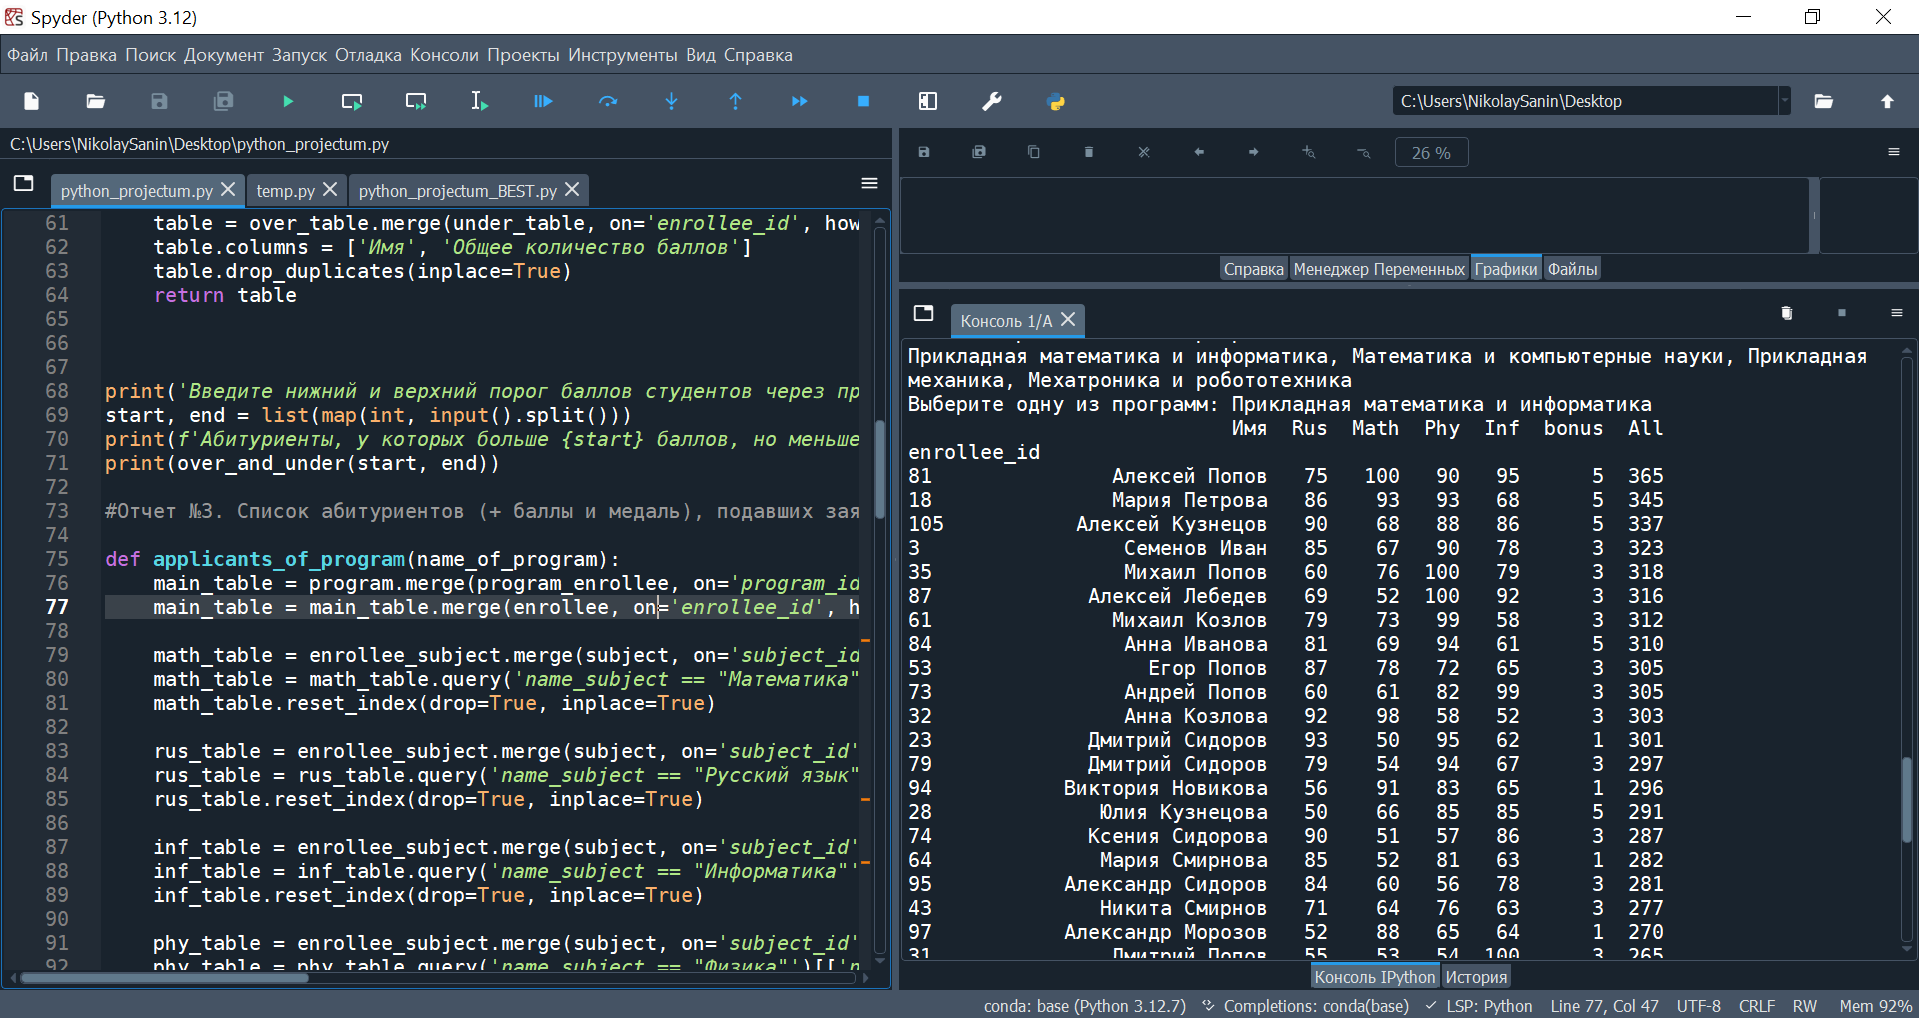 Spyder (Python 3.12)
Файл Правка Поиск Документ Запуск Отладка Консоли Проекты Инструменты Вид Справка
C:\Users\NikolaySanin\Desktop
C:\Users\NikolaySanin\Desktop\python_projectum.py
python_projectum.py temp.py python_projectum_BEST.py
61     table = over_table.merge(under_table, on='enrollee_id', how
62     table.columns = ['Имя', 'Общее количество баллов']
63     table.drop_duplicates(inplace=True)
64     return table
65
66
67
68 print('Введите нижний и верхний порог баллов студентов через пр
69 start, end = list(map(int, input().split()))
70 print(f'Абитуриенты, у которых больше {start} баллов, но меньше
71 print(over_and_under(start, end))
72
73 #Отчет №3. Список абитуриентов (+ баллы и медаль), подавших зая
74
75 def applicants_of_program(name_of_program):
76     main_table = program.merge(program_enrollee, on='program_id
77     main_table = main_table.merge(enrollee, on='enrollee_id', h
78
79     math_table = enrollee_subject.merge(subject, on='subject_id
80     math_table = math_table.query('name_subject == "Математика"
81     math_table.reset_index(drop=True, inplace=True)
82
83     rus_table = enrollee_subject.merge(subject, on='subject_id'
84     rus_table = rus_table.query('name_subject == "Русский язык"
85     rus_table.reset_index(drop=True, inplace=True)
86
87     inf_table = enrollee_subject.merge(subject, on='subject_id'
88     inf_table = inf_table.query('name_subject == "Информатика"'
89     inf_table.reset_index(drop=True, inplace=True)
90
91     phy_table = enrollee_subject.merge(subject, on='subject_id'
92     phy_table = phy_table.query('name_subject == "Физика"')[['n
26 %
Справка Менеджер Переменных Графики Файлы
Консоль 1/A
Прикладная математика и информатика, Математика и компьютерные науки, Прикладная
механика, Мехатроника и робототехника
Выберите одну из программ: Прикладная математика и информатика
Имя Rus Math Phy Inf bonus All
enrollee_id
81 Алексей Попов 75 100 90 95 5 365
18 Мария Петрова 86 93 93 68 5 345
105 Алексей Кузнецов 90 68 88 86 5 337
3 Семенов Иван 85 67 90 78 3 323
35 Михаил Попов 60 76 100 79 3 318
87 Алексей Лебедев 69 52 100 92 3 316
61 Михаил Козлов 79 73 99 58 3 312
84 Анна Иванова 81 69 94 61 5 310
53 Егор Попов 87 78 72 65 3 305
73 Андрей Попов 60 61 82 99 3 305
32 Анна Козлова 92 98 58 52 3 303
23 Дмитрий Сидоров 93 50 95 62 1 301
79 Дмитрий Сидоров 79 54 94 67 3 297
94 Виктория Новикова 56 91 83 65 1 296
28 Юлия Кузнецова 50 66 85 85 5 291
74 Ксения Сидорова 90 51 57 86 3 287
64 Мария Смирнова 85 52 81 63 1 282
95 Александр Сидоров 84 60 56 78 3 281
43 Никита Смирнов 71 64 76 63 3 277
97 Александр Морозов 52 88 65 64 1 270
31 Дмитрий Попов 55 53 54 100 3 265
Консоль IPython История
conda: base (Python 3.12.7) Completions: conda(base) LSP: Python Line 77, Col 47 UTF-8 CRLF RW Mem 92%